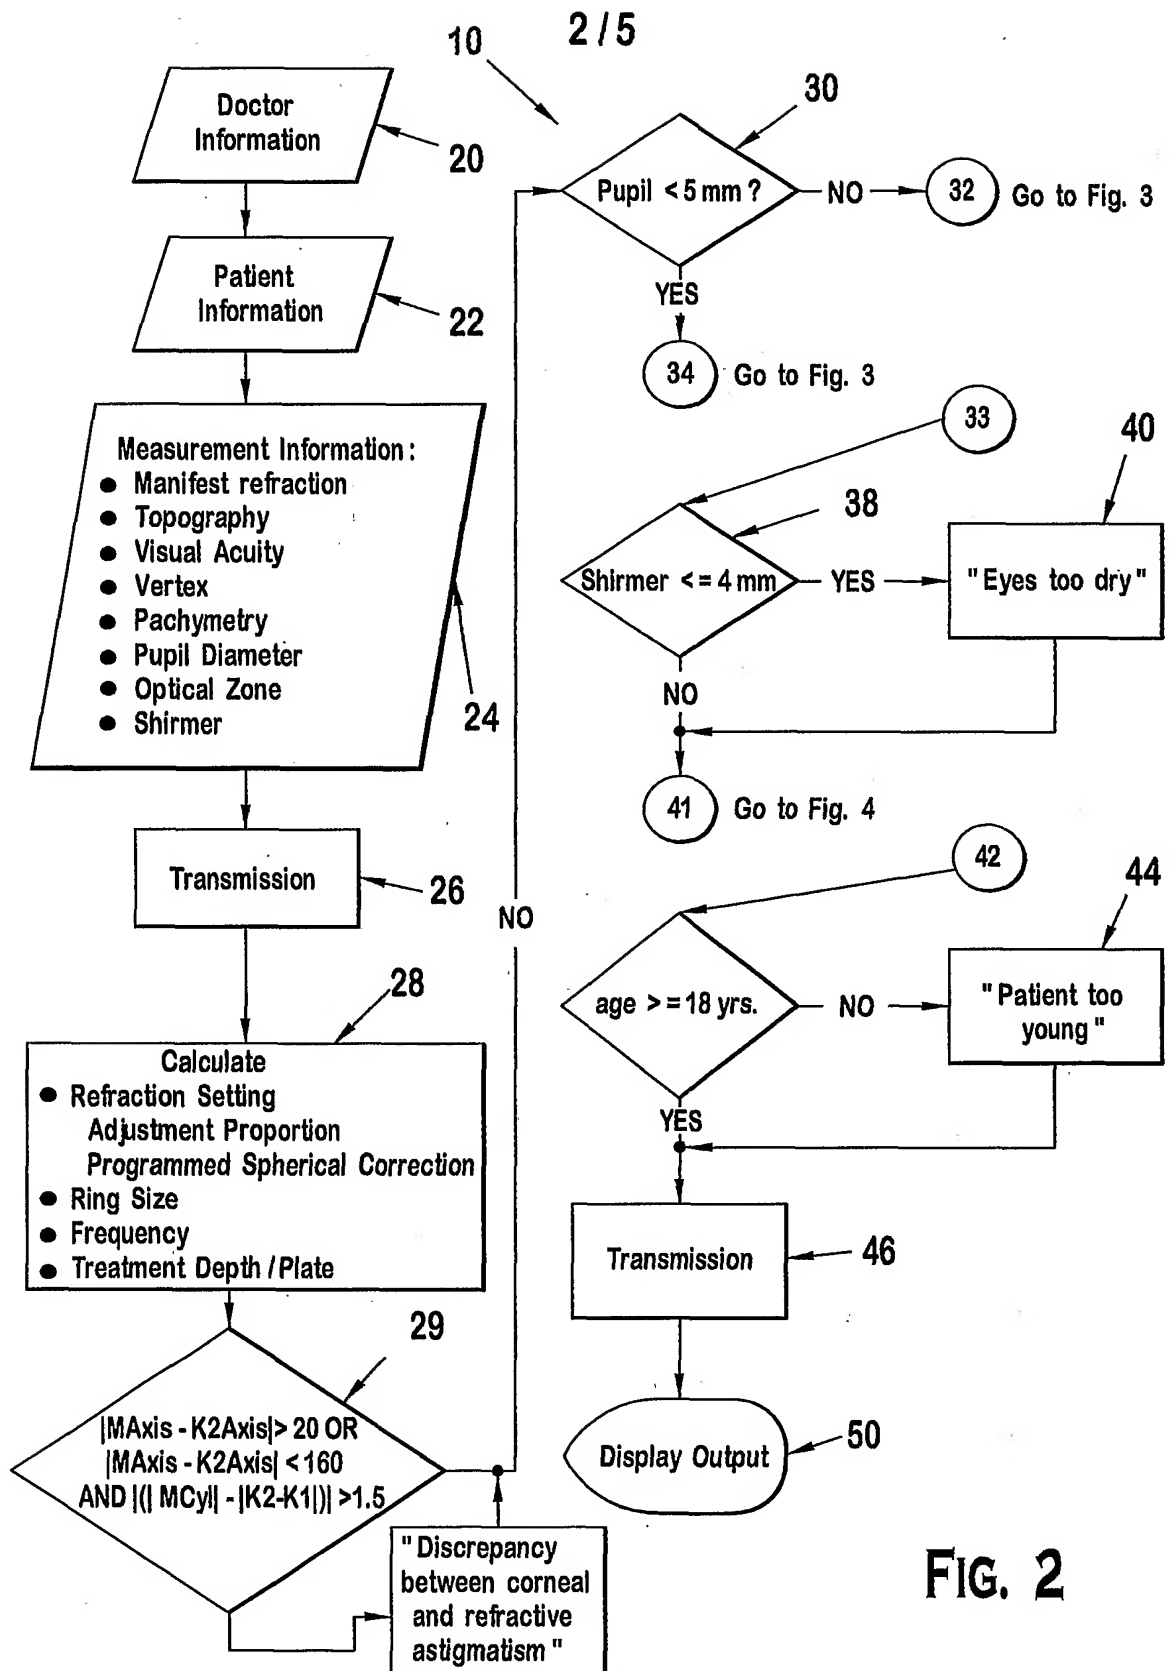 2/5
10
Doctor
Information
20
Patient
Information
22
Measurement Information:
● Manifest refraction
● Topography
● Visual Acuity
● Vertex
● Pachymetry
● Pupil Diameter
● Optical Zone
● Shirmer
24
Transmission
26
28
Calculate
● Refraction Setting
Adjustment Proportion
Programmed Spherical Correction
● Ring Size
● Frequency
● Treatment Depth/Plate
29
|MAxis - K2Axis|> 20 OR
|MAxis - K2Axis| <160
AND |(| MCyl| - |K2-K1|)| >1.5
"Discrepancy
between corneal
and refractive
astigmatism"
NO
30
Pupil < 5 mm ?
NO
32
Go to Fig. 3
YES
34
Go to Fig. 3
33
38
Shirmer <= 4 mm
YES
40
"Eyes too dry"
NO
41
Go to Fig. 4
42
age >= 18 yrs.
NO
44
"Patient too
young"
YES
Transmission
46
Display Output
50
FIG. 2